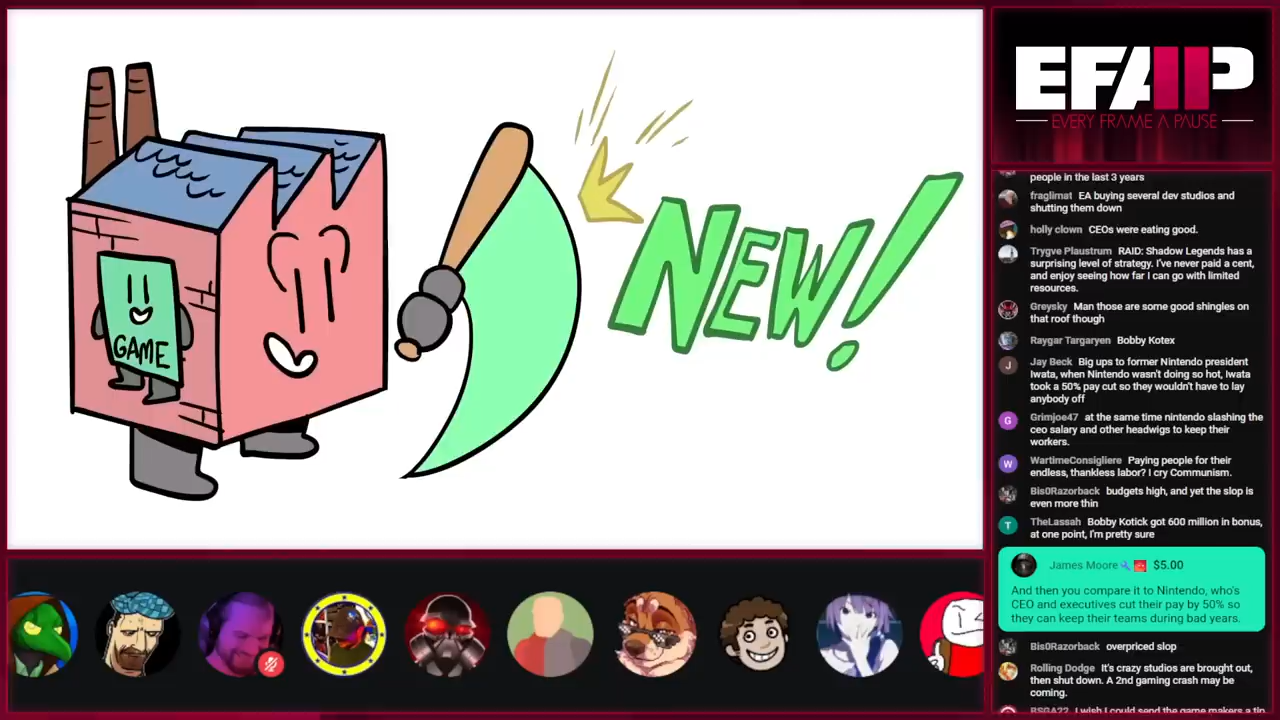 GAME
NEW!
EFAP
EVERY FRAME A PAUSE
people in the last 3 years
fraglimat EA buying several dev studios and
shutting them down
holly clown CEOs were eating good.
Trygve Plaustrum RAID: Shadow Legends has a
surprising level of strategy. I've never paid a cent,
and enjoy seeing how far I can go with limited
resources.
Greysky Man those are some good shingles on
that roof though
Raygar Targaryen Bobby Kotex
J
Jay Beck Big ups to former Nintendo president
Iwata, when Nintendo wasn't doing so hot, Iwata
took a 50% pay cut so they wouldn't have to lay
anybody off
G
Grimjoe47 at the same time nintendo slashing the
ceo salary and other headwigs to keep their
workers.
W
WartimeConsigliere Paying people for their
endless, thankless labor? I cry Communism.
Bis0Razorback budgets high, and yet the slop is
even more thin
T
TheLassah Bobby Kotick got 600 million in bonus,
at one point, I'm pretty sure
James Moore $5.00
And then you compare it to Nintendo, who's
CEO and executives cut their pay by 50% so
they can keep their teams during bad years.
Bis0Razorback overpriced slop
Rolling Dodge It's crazy studios are brought out,
then shut down. A 2nd gaming crash may be
coming.
BSGA22 I wish I could send the game makers a tip